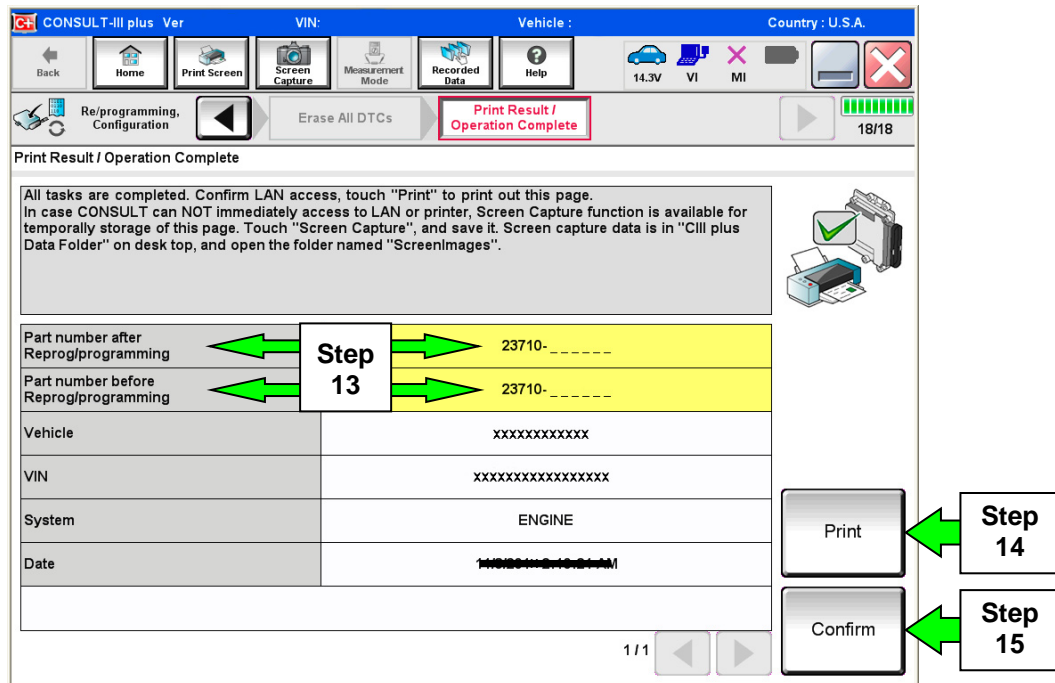 CONSULT-III plus Ver VIN: Vehicle : Country : U.S.A.
Back
Home
Print Screen
Screen
Capture
Measurement
Mode
Recorded
Data
Help
14.3V
VI
MI
Re/programming,
Configuration
Erase All DTCs
Print Result /
Operation Complete
18/18
Print Result / Operation Complete
All tasks are completed. Confirm LAN access, touch "Print" to print out this page.
In case CONSULT can NOT immediately access to LAN or printer, Screen Capture function is available for
temporally storage of this page. Touch "Screen Capture", and save it. Screen capture data is in "CIII plus
Data Folder" on desk top, and open the folder named "ScreenImages".
Part number after
Reprog/programming
23710-_ _ _ _ _ _
Part number before
Reprog/programming
23710-_ _ _ _ _ _
Step
13
Vehicle
xxxxxxxxxxxx
VIN
xxxxxxxxxxxxxxxxx
System
ENGINE
Date
Print
Step
14
Confirm
Step
15
1/1